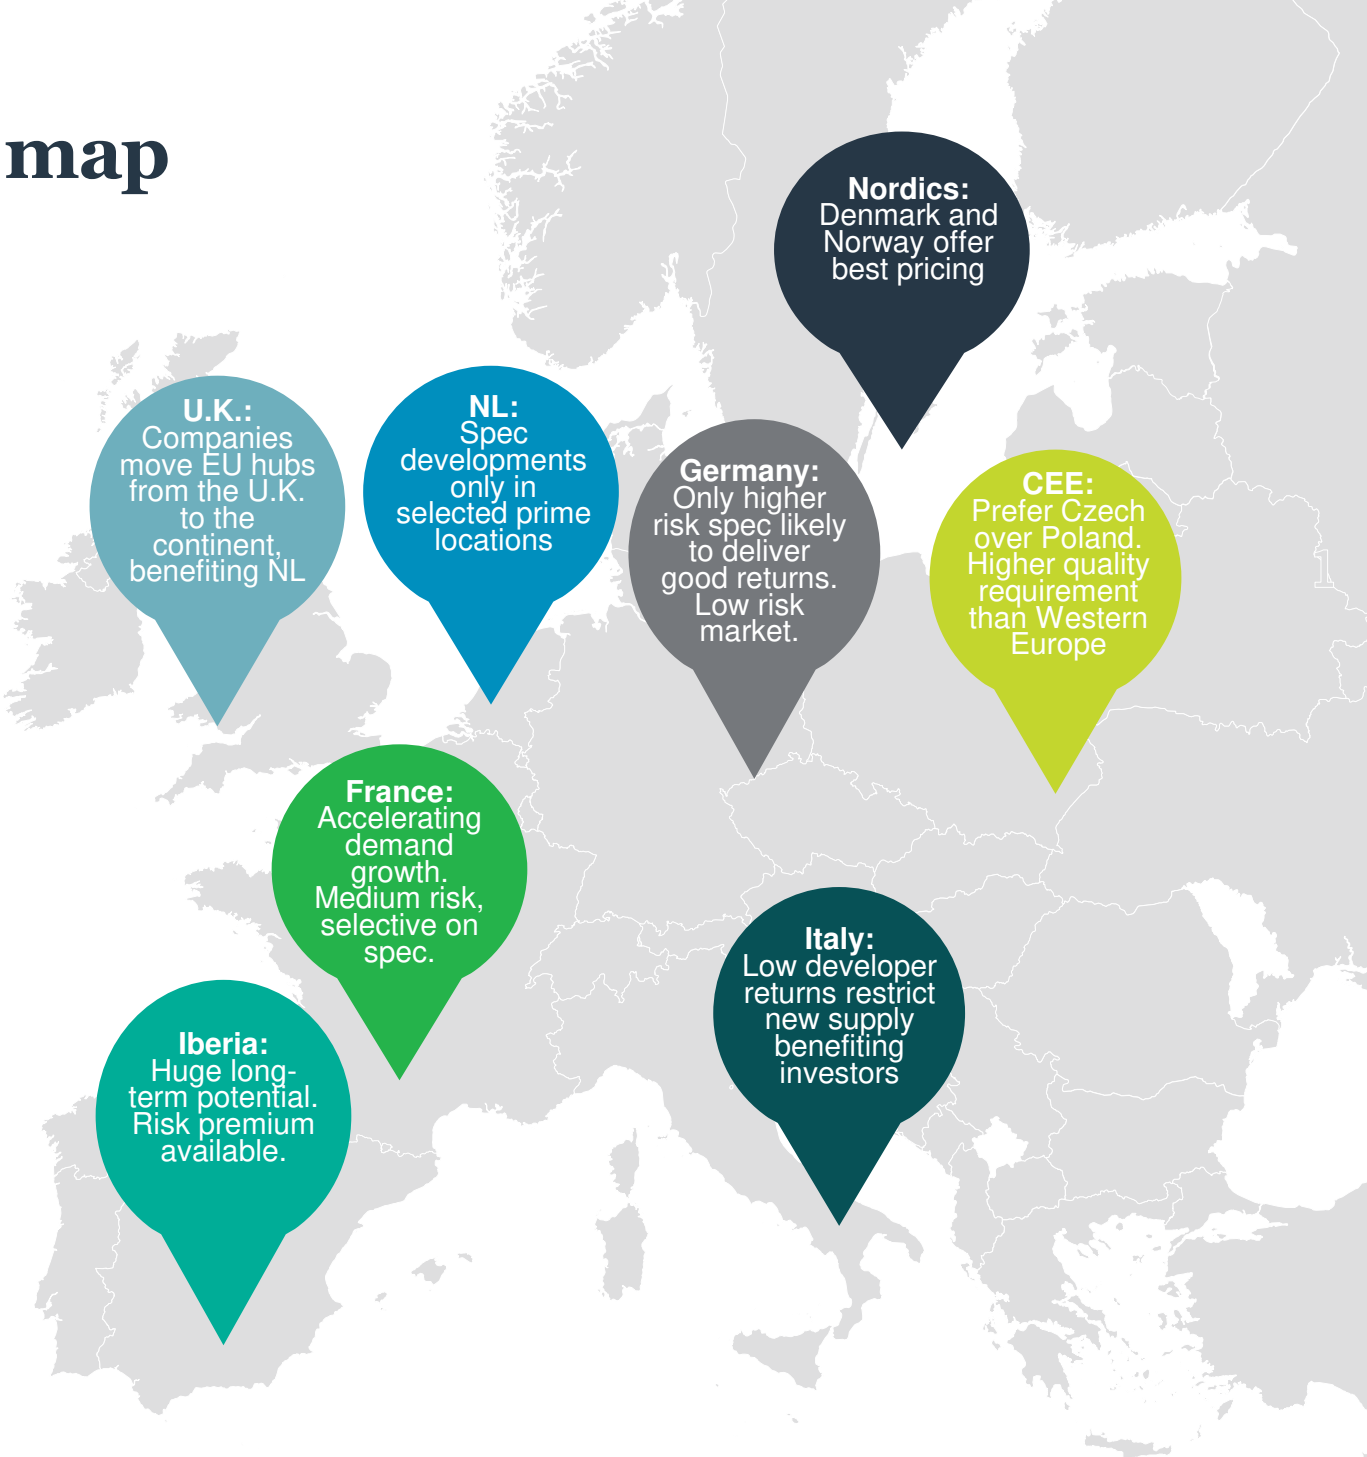 map
Nordics:
Denmark and
Norway offer
best pricing
U.K.:
Companies
move EU hubs
from the U.K.
to the
continent,
benefiting NL
NL:
Spec
developments
only in
selected prime
locations
Germany:
Only higher
risk spec likely
to deliver
good returns.
Low risk
market.
CEE:
Prefer Czech
over Poland.
Higher quality
requirement
than Western
Europe
France:
Accelerating
demand
growth.
Medium risk,
selective on
spec.
Italy:
Low developer
returns restrict
new supply
benefiting
investors
Iberia:
Huge long-
term potential.
Risk premium
available.